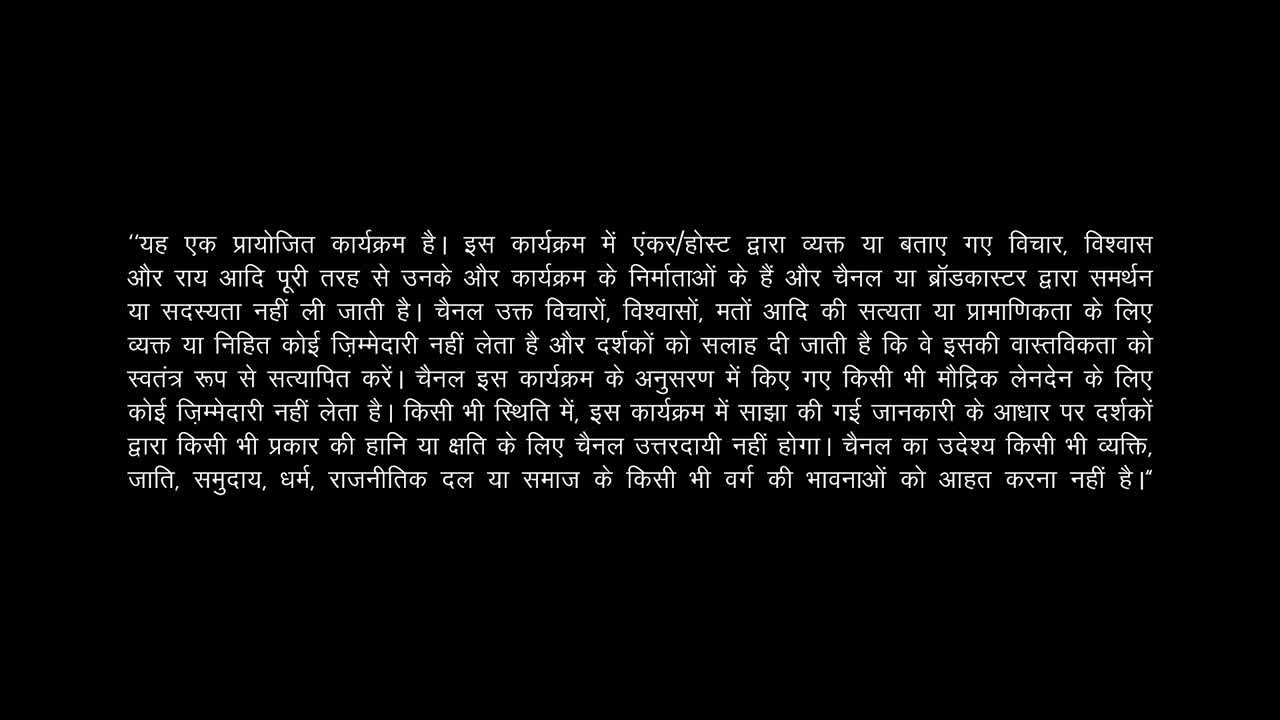 ‘‘यह एक प्रायोजित कार्यक्रम है। इस कार्यक्रम में एंकर/होस्ट द्वारा व्यक्त या बताए गए विचार, विश्वास
और राय आदि पूरी तरह से उनके और कार्यक्रम के निर्माताओं के हैं और चैनल या ब्रॉडकास्टर द्वारा समर्थन
या सदस्यता नहीं ली जाती है। चैनल उक्त विचारों, विश्वासों, मतों आदि की सत्यता या प्रामाणिकता के लिए
व्यक्त या निहित कोई ज़िम्मेदारी नहीं लेता है और दर्शकों को सलाह दी जाती है कि वे इसकी वास्तविकता को
स्वतंत्र रूप से सत्यापित करें। चैनल इस कार्यक्रम के अनुसरण में किए गए किसी भी मौद्रिक लेनदेन के लिए
कोई ज़िम्मेदारी नहीं लेता है। किसी भी स्थिति में, इस कार्यक्रम में साझा की गई जानकारी के आधार पर दर्शकों
द्वारा किसी भी प्रकार की हानि या क्षति के लिए चैनल उत्तरदायी नहीं होगा। चैनल का उदेश्य किसी भी व्यक्ति,
जाति, समुदाय, धर्म, राजनीतिक दल या समाज के किसी भी वर्ग की भावनाओं को आहत करना नहीं है।“